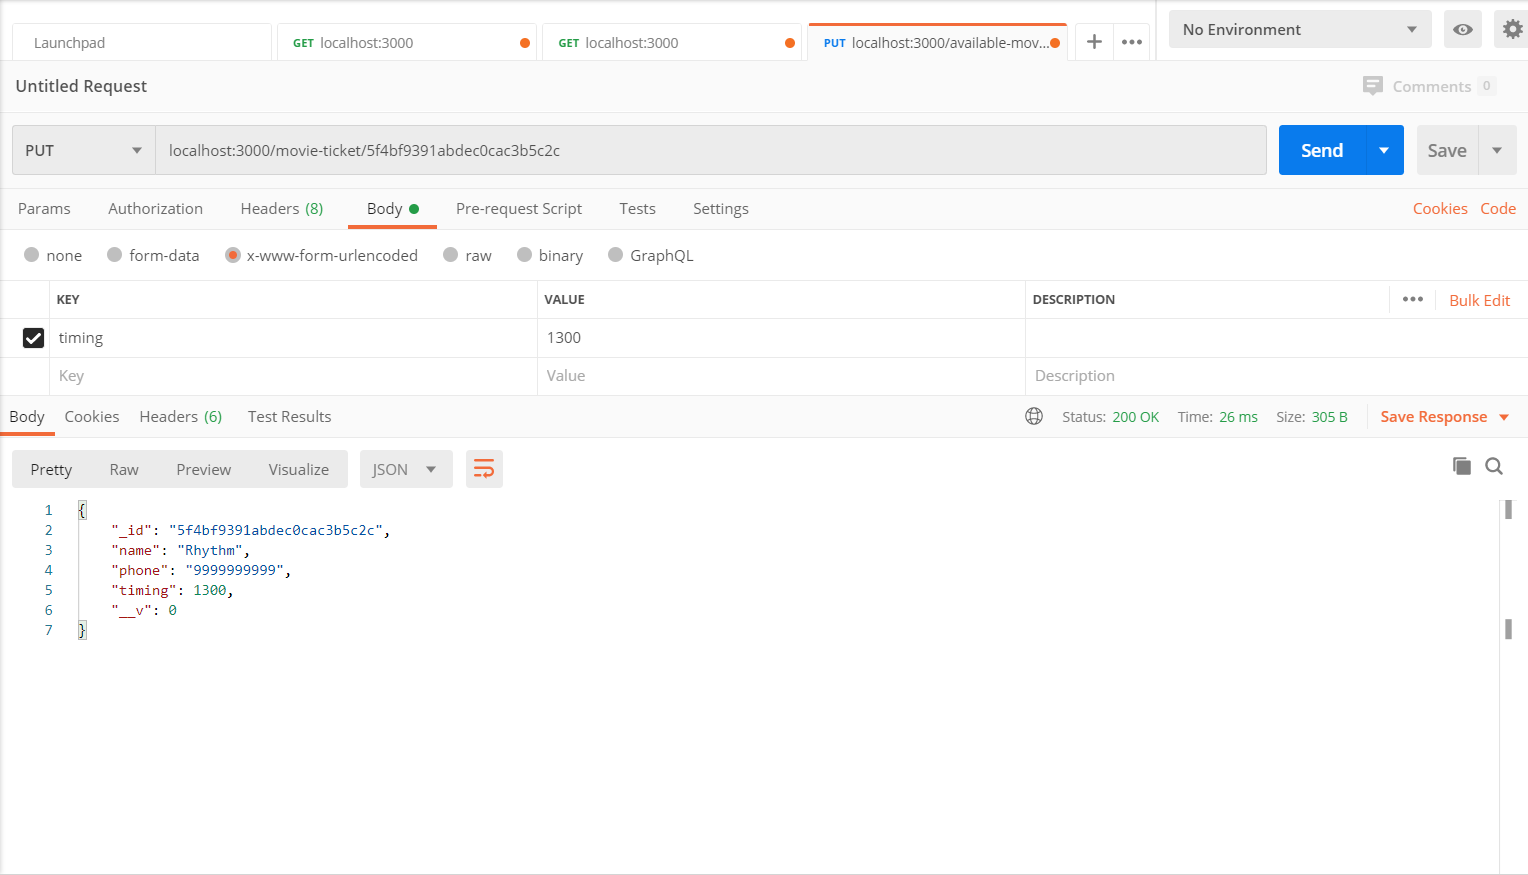 Launchpad
GET localhost:3000
GET localhost:3000
PUT localhost:3000/available-mov...
No Environment
Untitled Request
Comments 0
PUT
localhost:3000/movie-ticket/5f4bf9391abdec0cac3b5c2c
Send
Save
Params Authorization Headers (8) Body Pre-request Script Tests Settings Cookies Code
none form-data x-www-form-urlencoded raw binary GraphQL
KEY VALUE DESCRIPTION Bulk Edit
timing 1300
Key Value Description
Body Cookies Headers (6) Test Results Status: 200 OK Time: 26 ms Size: 305 B Save Response
Pretty Raw Preview Visualize JSON
1 {
2 "_id": "5f4bf9391abdec0cac3b5c2c",
3 "name": "Rhythm",
4 "phone": "9999999999",
5 "timing": 1300,
6 "__v": 0
7 }